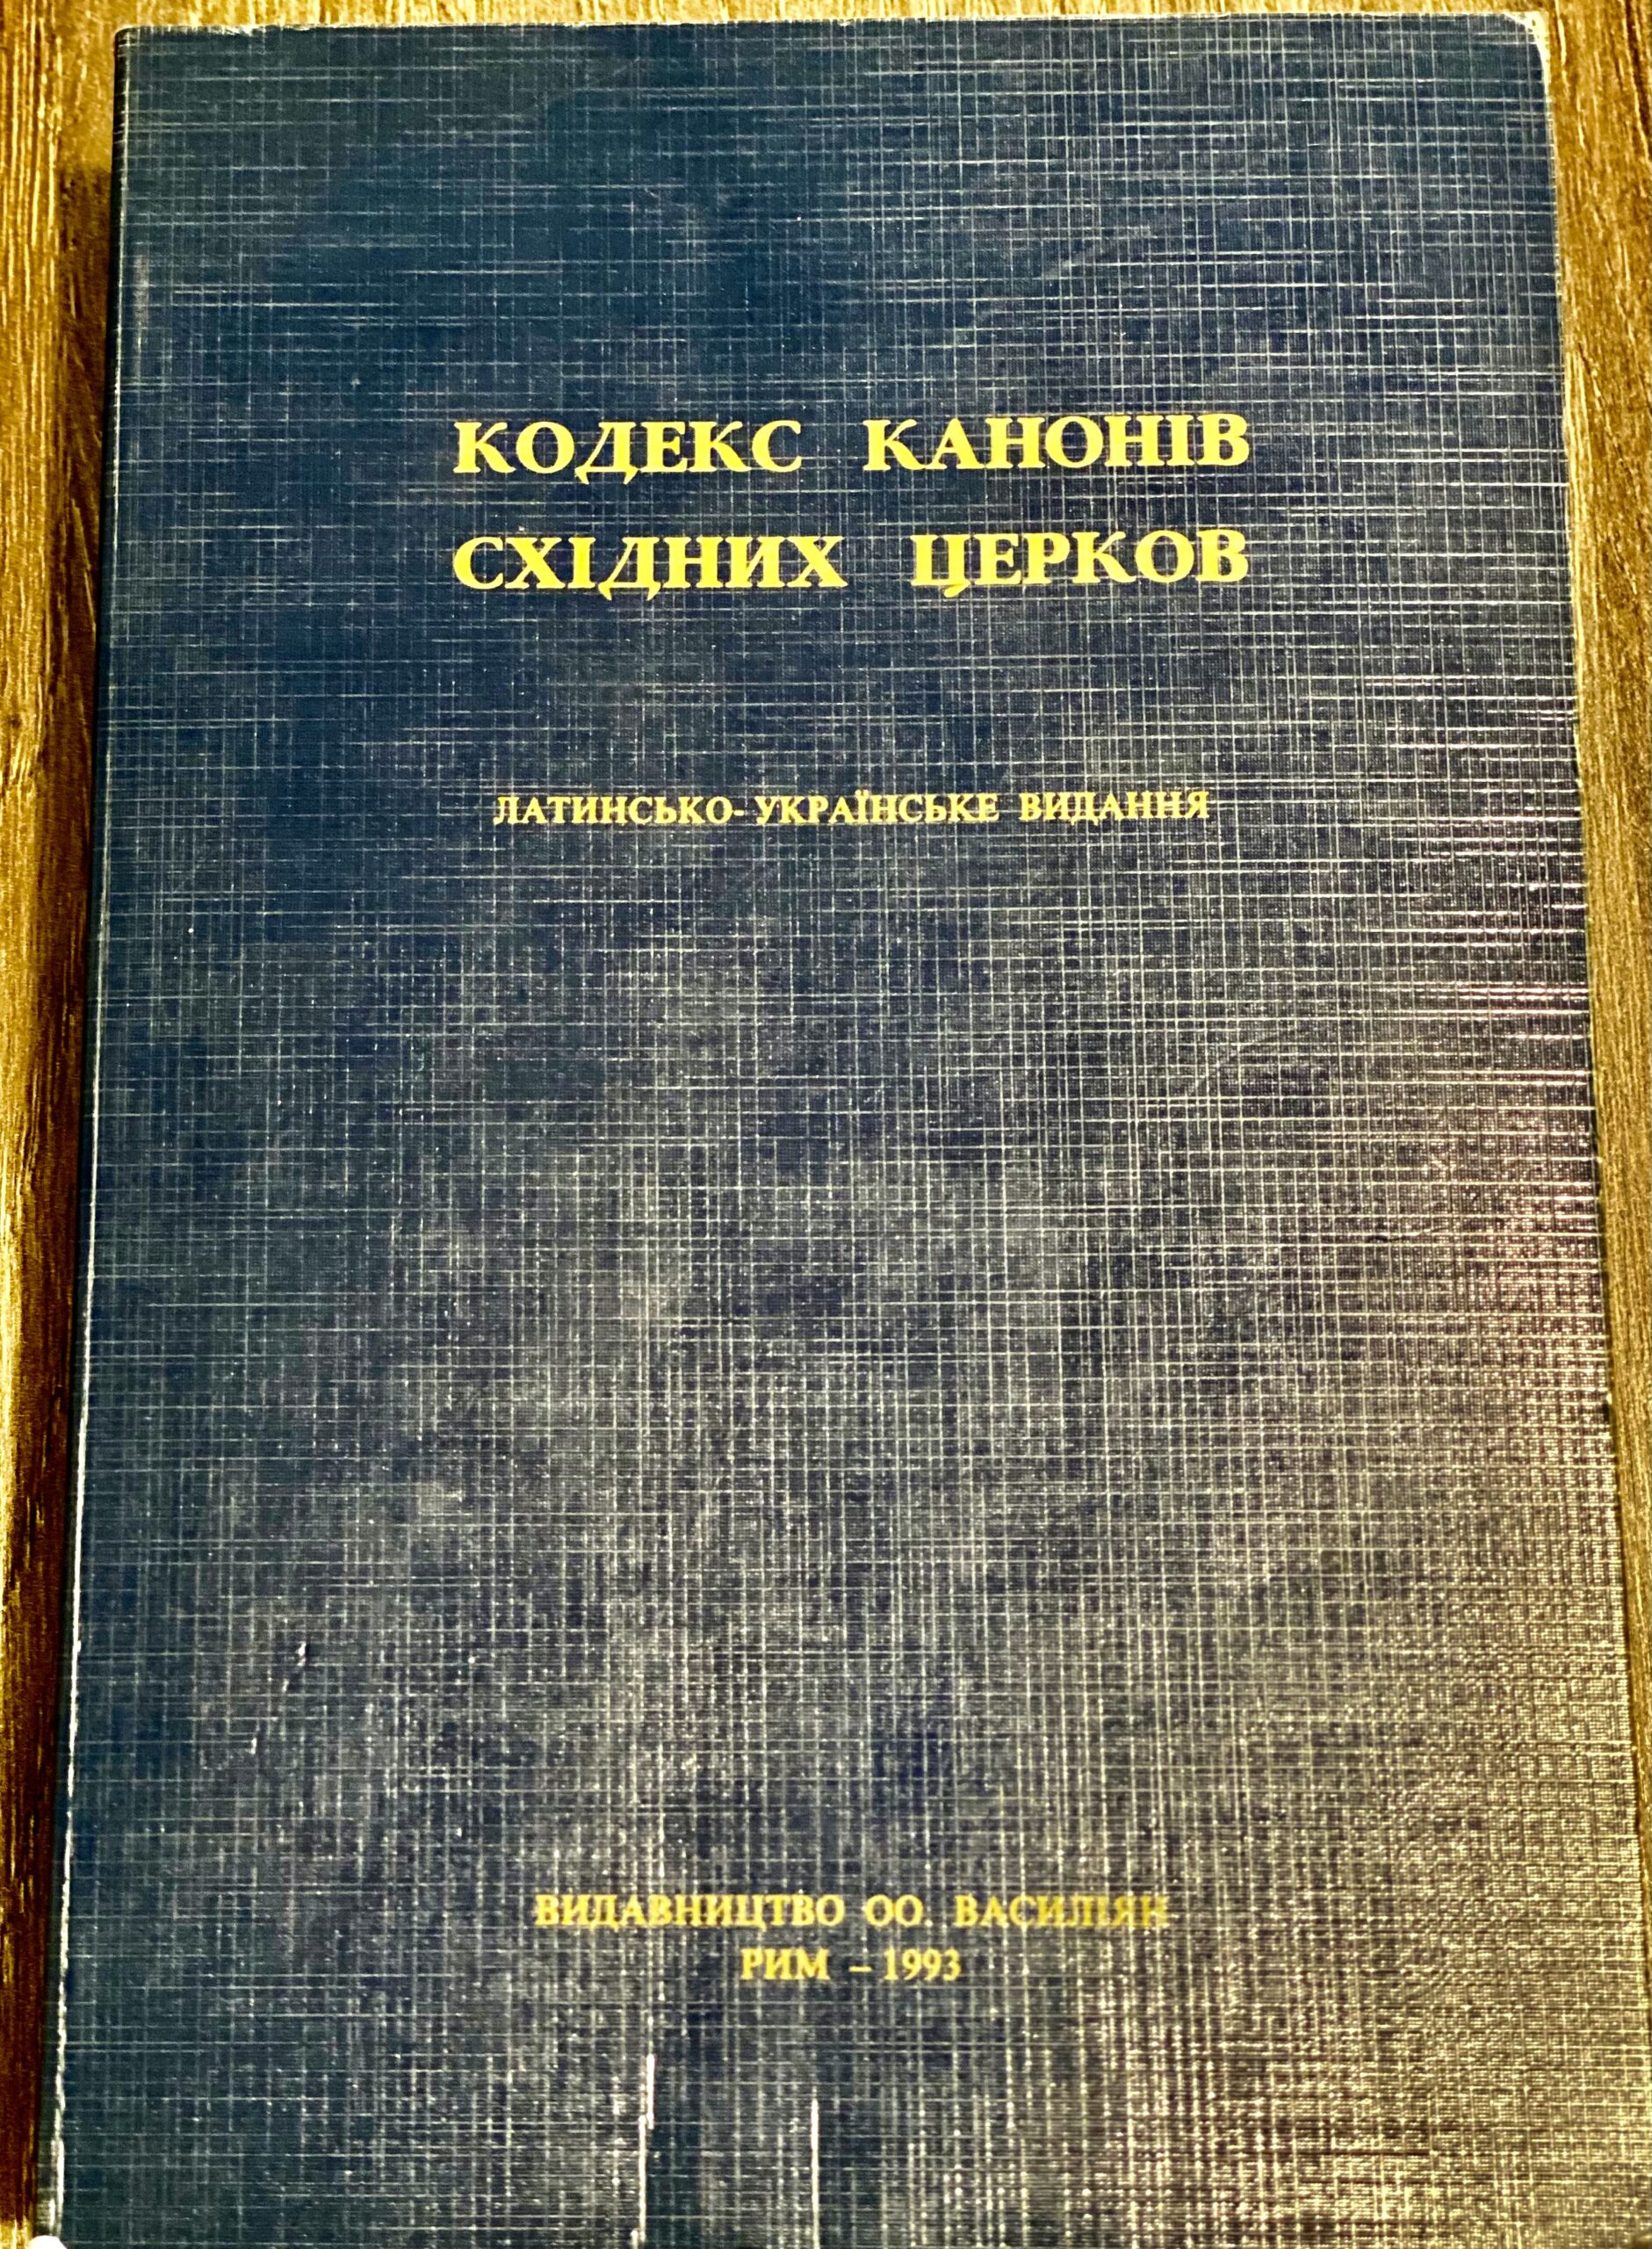 КОДЕКС КАНОНІВ
СХІДНИХ ЦЕРКОВ
ЛАТИНСЬКО-УКРАЇНСЬКЕ ВИДАННЯ
ВИДАВНИЦТВО ОО. ВАСИЛІЯН
РИМ – 1993